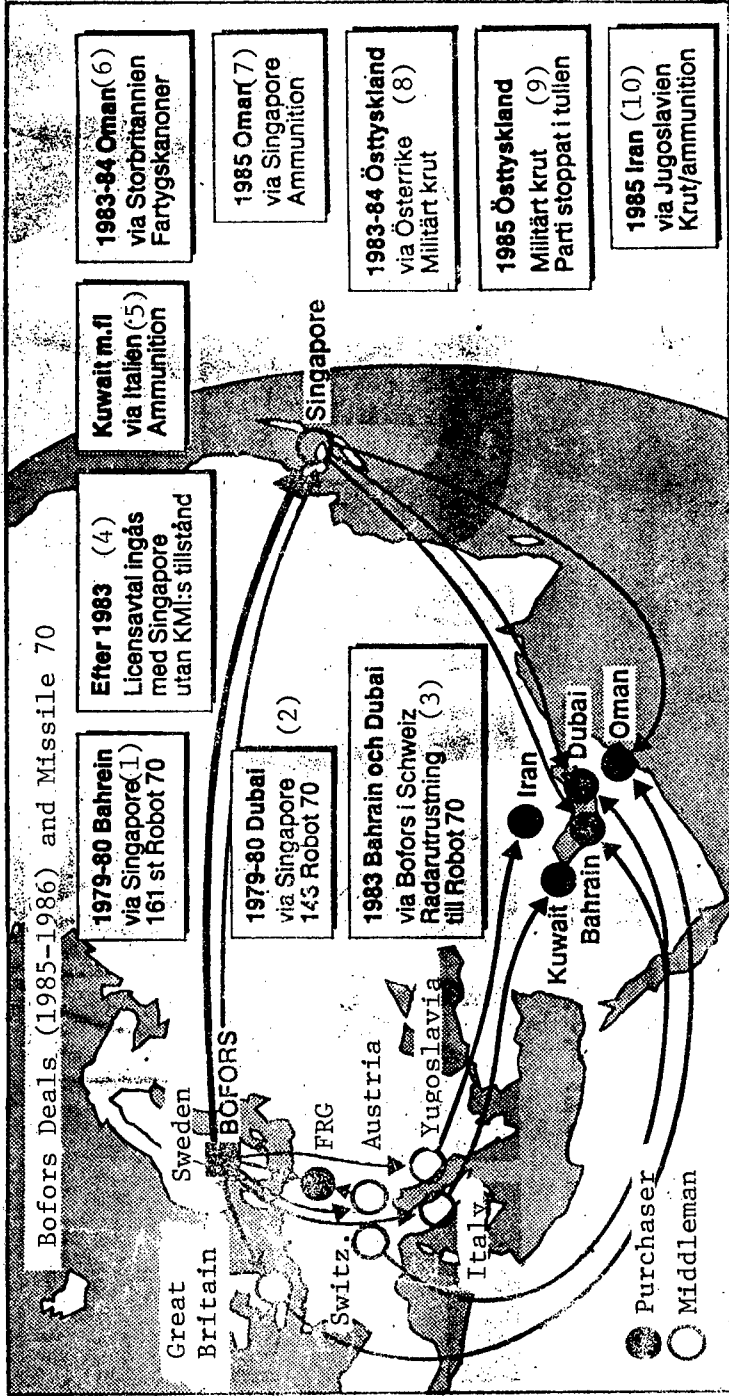 Bofors Deals (1985-1986) and Missile 70
1979-80 Bahrein
via Singapore(1)
161 st Robot 70
Efter 1983 (4)
Licensavtal ingås
med Singapore
utan KMI:s tillstånd
Kuwait m.fl
via Italien (5)
Ammunition
1983-84 Oman(6)
via Storbritannien
Fartygskanoner
1979-80 Dubai
(2)
via Singapore
143 Robot 70
1985 Oman(7)
via Singapore
Ammunition
1983 Bahrain och Dubai
via Bofors i Schweiz
Radarutrustning (3)
till Robot 70
1983-84 Östtyskland
via Österrike (8)
Militärt krut
1985 Östtyskland
Militärt krut (9)
Parti stoppat i tullen
1985 Iran (10)
via Jugoslavien
Krut/ammunition
Great
Britain
Sweden
BOFORS
FRG
Switz.
Austria
Yugoslavia
Italy
Singapore
Iran
Kuwait
Bahrain
Dubai
Oman
Purchaser
Middleman